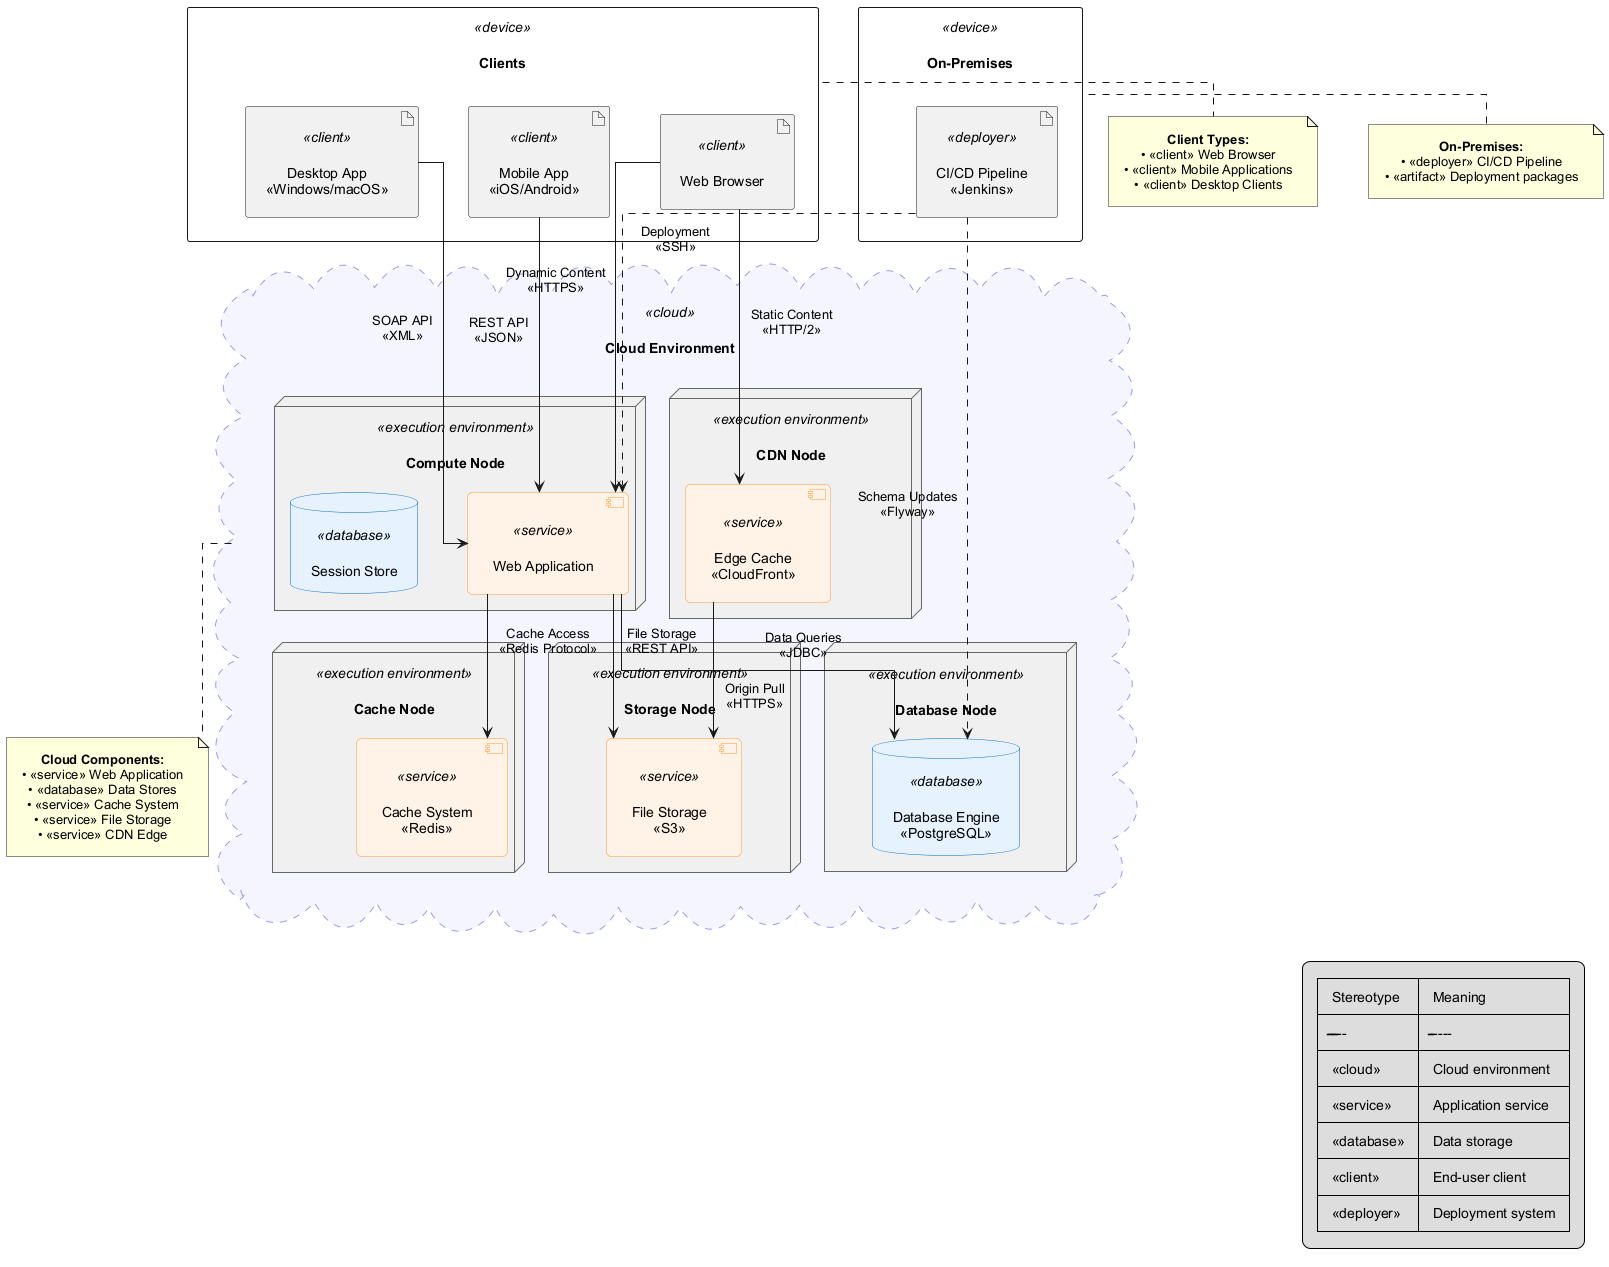 «device»
Clients
«client»
Desktop App
«Windows/macOS»
«client»
Mobile App
«iOS/Android»
«client»
Web Browser
«device»
On-Premises
«deployer»
CI/CD Pipeline
«Jenkins»
Client Types:
• «client» Web Browser
• «client» Mobile Applications
• «client» Desktop Clients
On-Premises:
• «deployer» CI/CD Pipeline
• «artifact» Deployment packages
Deployment
«SSH»
Dynamic Content
«HTTPS»
SOAP API
«XML»
REST API
«JSON»
Static Content
«HTTP/2»
«cloud»
Cloud Environment
«execution environment»
Compute Node
«database»
Session Store
«service»
Web Application
«execution environment»
CDN Node
«service»
Edge Cache
«CloudFront»
Schema Updates
«Flyway»
Cache Access
«Redis Protocol»
File Storage
«REST API»
Data Queries
«JDBC»
Origin Pull
«HTTPS»
«execution environment»
Cache Node
«service»
Cache System
«Redis»
«execution environment»
Storage Node
«service»
File Storage
«S3»
«execution environment»
Database Node
«database»
Database Engine
«PostgreSQL»
Cloud Components:
• «service» Web Application
• «database» Data Stores
• «service» Cache System
• «service» File Storage
• «service» CDN Edge
Stereotype Meaning
«cloud» Cloud environment
«service» Application service
«database» Data storage
«client» End-user client
«deployer» Deployment system